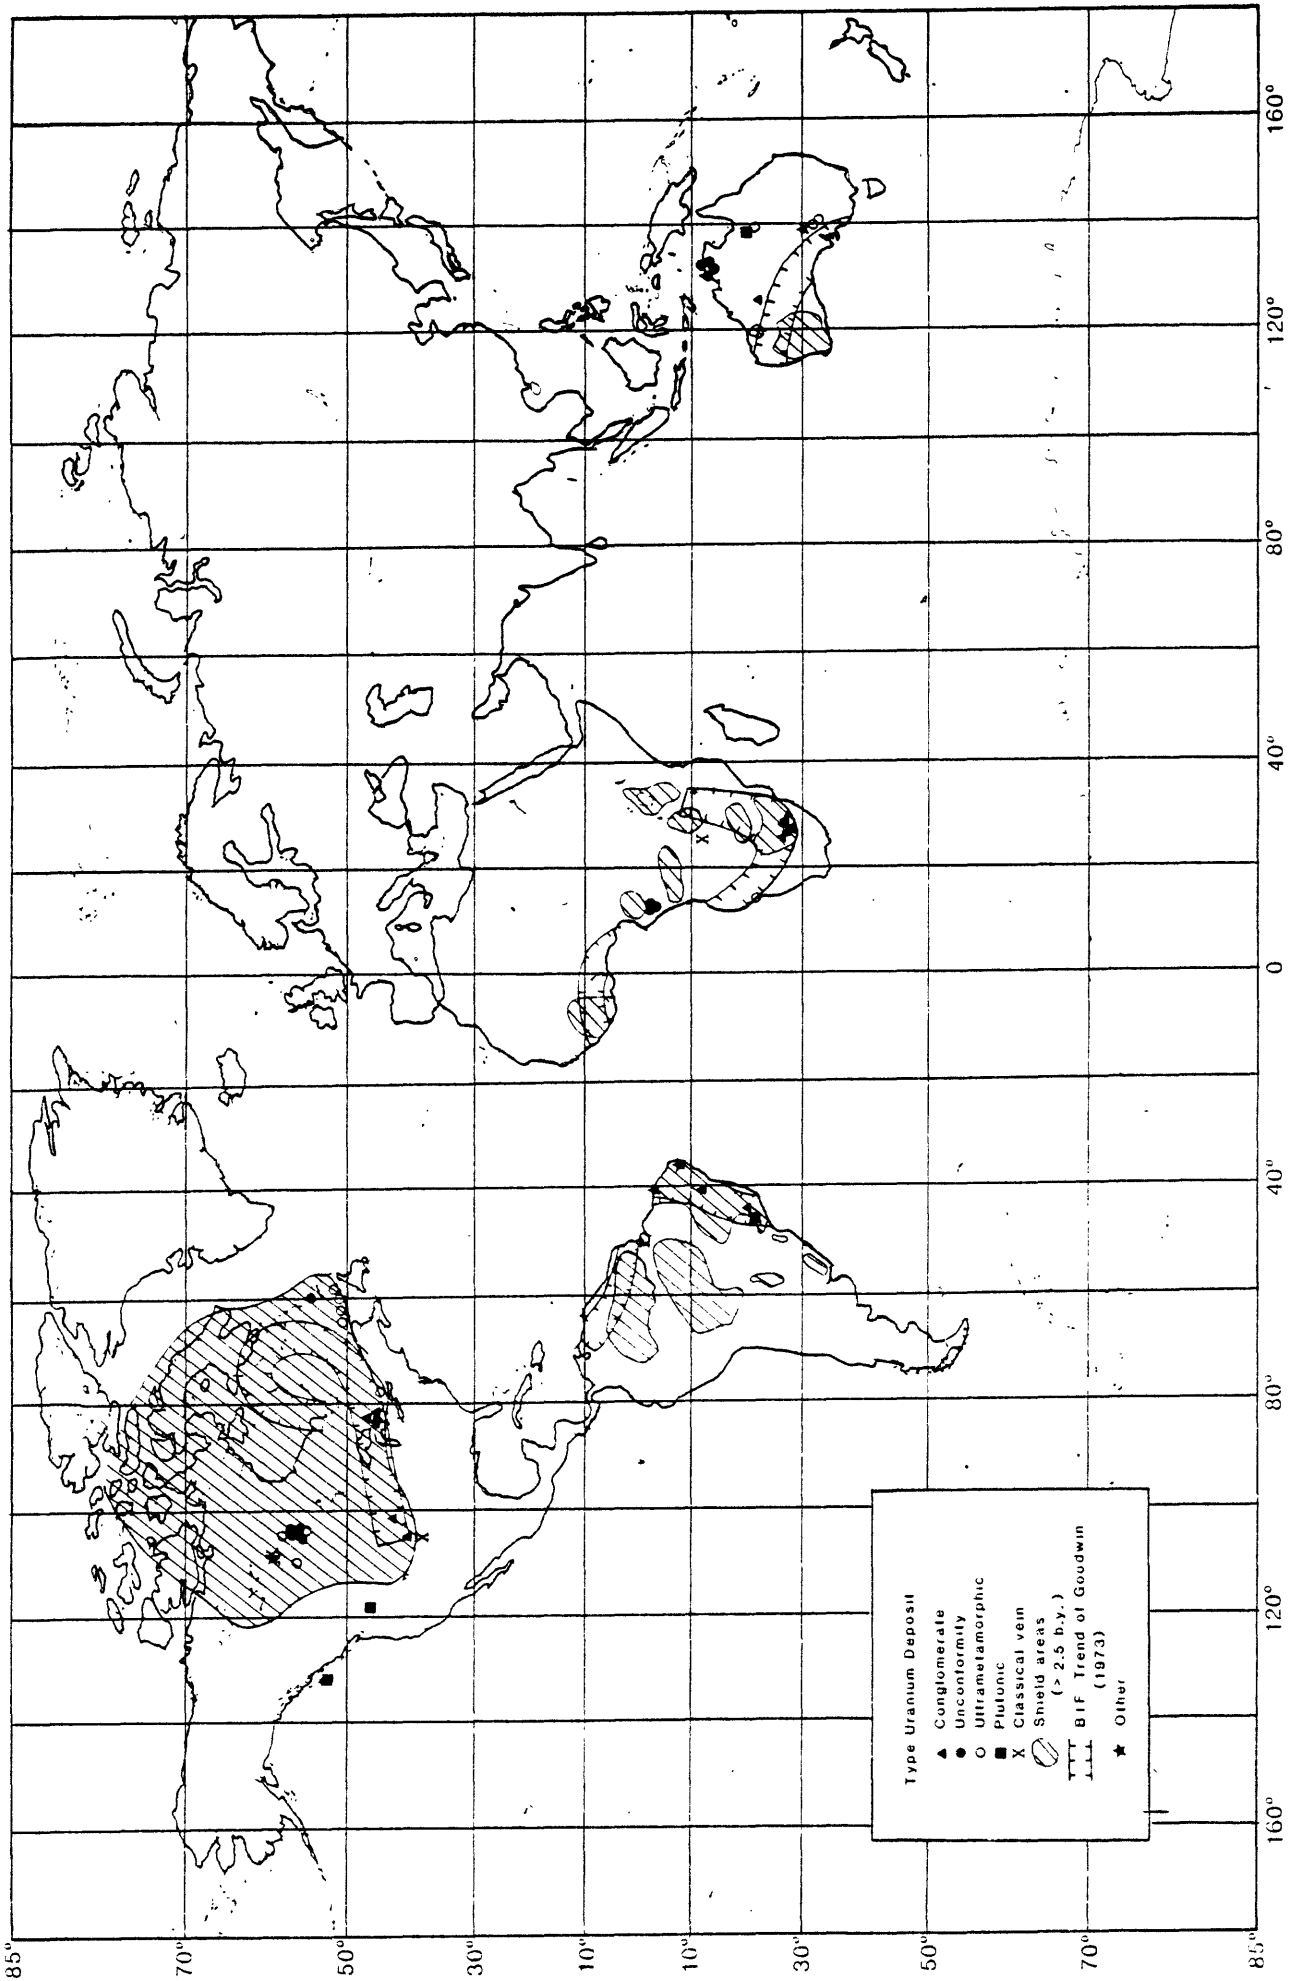 85°
70°
50°
30°
10°
10°
30°
50°
70°
85°
160°
120°
80°
40°
0
40°
80°
120°
160°
Type Uranium Deposit
▲ Conglomerate
● Unconformity
○ Ultrametamorphic
■ Plutonic
X Classical vein
Shield areas
(> 2.5 b.y.)
BIF Trend of Goodwin
(1973)
★ Other